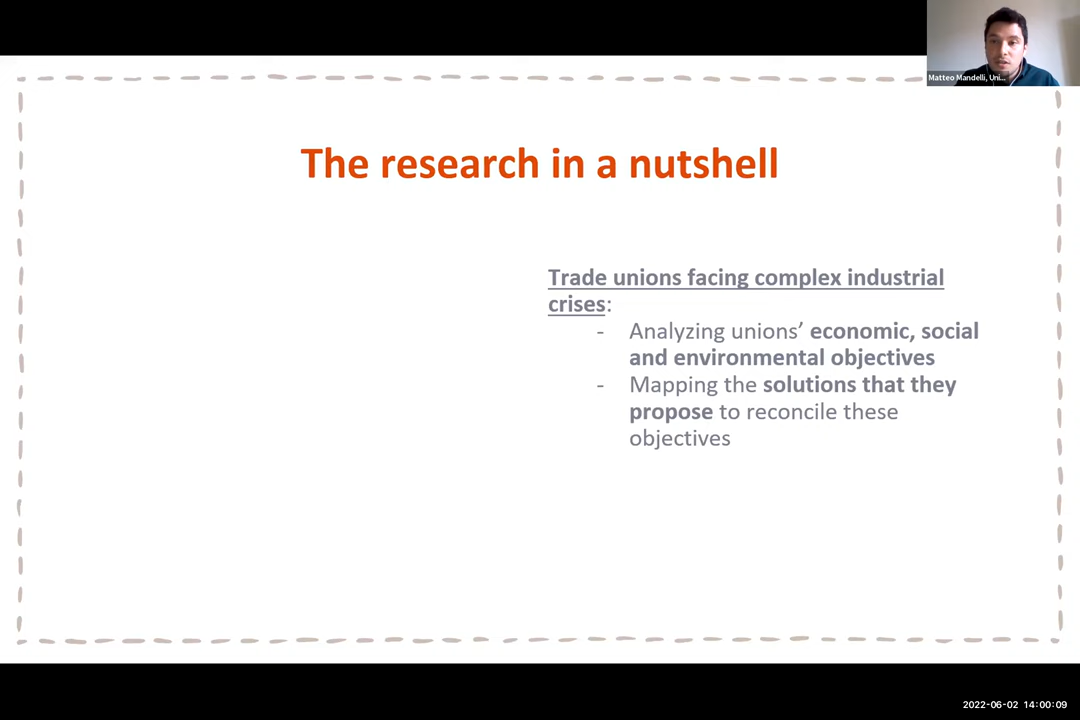 Matteo Mandelli, Uni...
The research in a nutshell
Trade unions facing complex industrial
crises:
- Analyzing unions’ economic, social
and environmental objectives
- Mapping the solutions that they
propose to reconcile these
objectives
2022-06-02 14:00:09